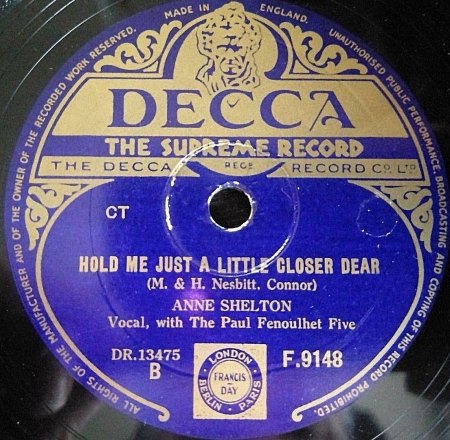 MADE IN ENGLAND.
ALL RIGHTS OF THE MANUFACTURER AND OF THE OWNER OF THE RECORDED WORK RESERVED.
UNAUTHORISED PUBLIC PERFORMANCE, BROADCASTING AND COPYING OF THIS RECORD PROHIBITED.
DECCA
THE SUPREME RECORD
THE DECCA REGD RECORD CO. LTD
CT
HOLD ME JUST A LITTLE CLOSER DEAR
(M. & H. Nesbitt, Connor)
ANNE SHELTON
Vocal, with The Paul Fenoulhet Five
DR.13475
B
LONDON
FRANCIS
DAY
BERLIN - PARIS
F.9148